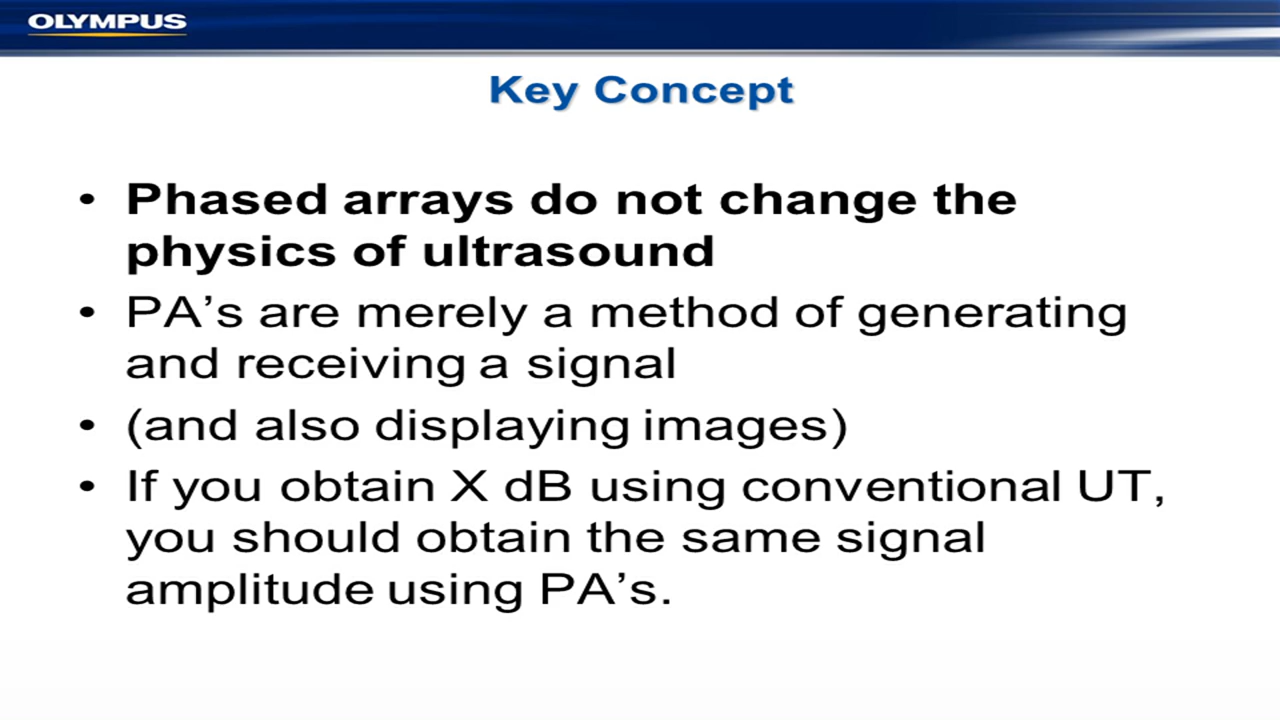 OLYMPUS
Key Concept
• Phased arrays do not change the
physics of ultrasound
• PA’s are merely a method of generating
and receiving a signal
• (and also displaying images)
• If you obtain X dB using conventional UT,
you should obtain the same signal
amplitude using PA’s.